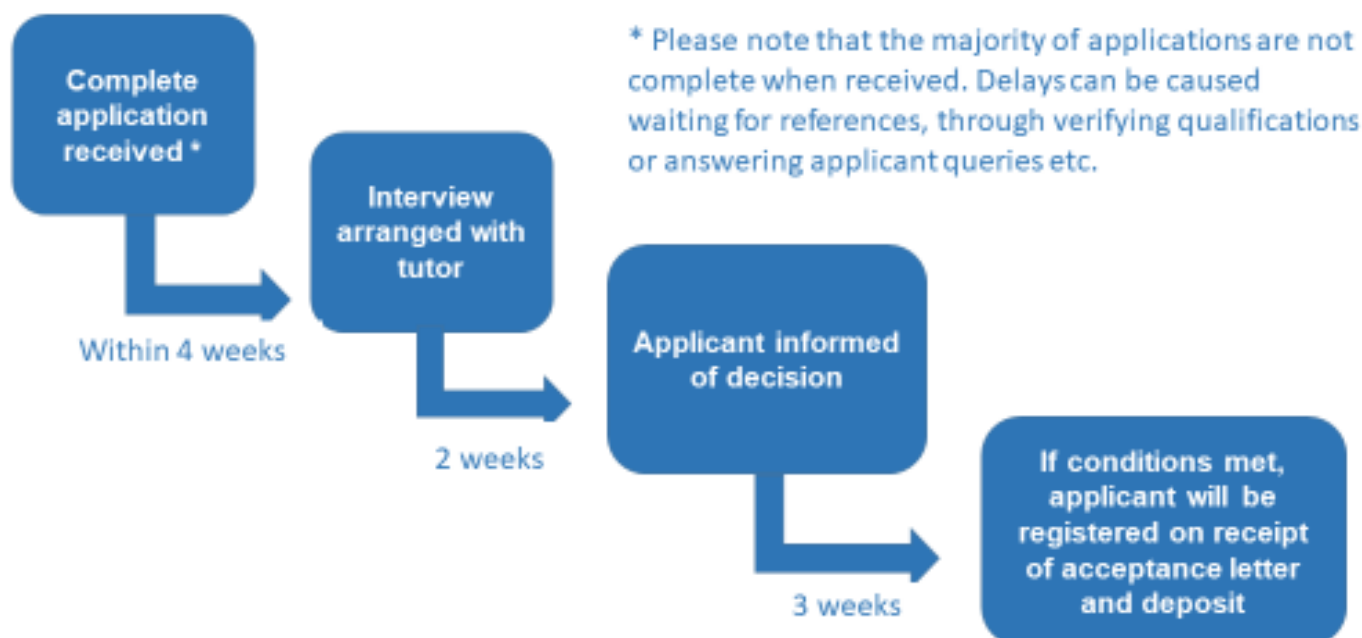 Complete
application
received *
* Please note that the majority of applications are not
complete when received. Delays can be caused
waiting for references, through verifying qualifications
or answering applicant queries etc.
Within 4 weeks
Interview
arranged with
tutor
2 weeks
Applicant informed
of decision
3 weeks
If conditions met,
applicant will be
registered on receipt
of acceptance letter
and deposit